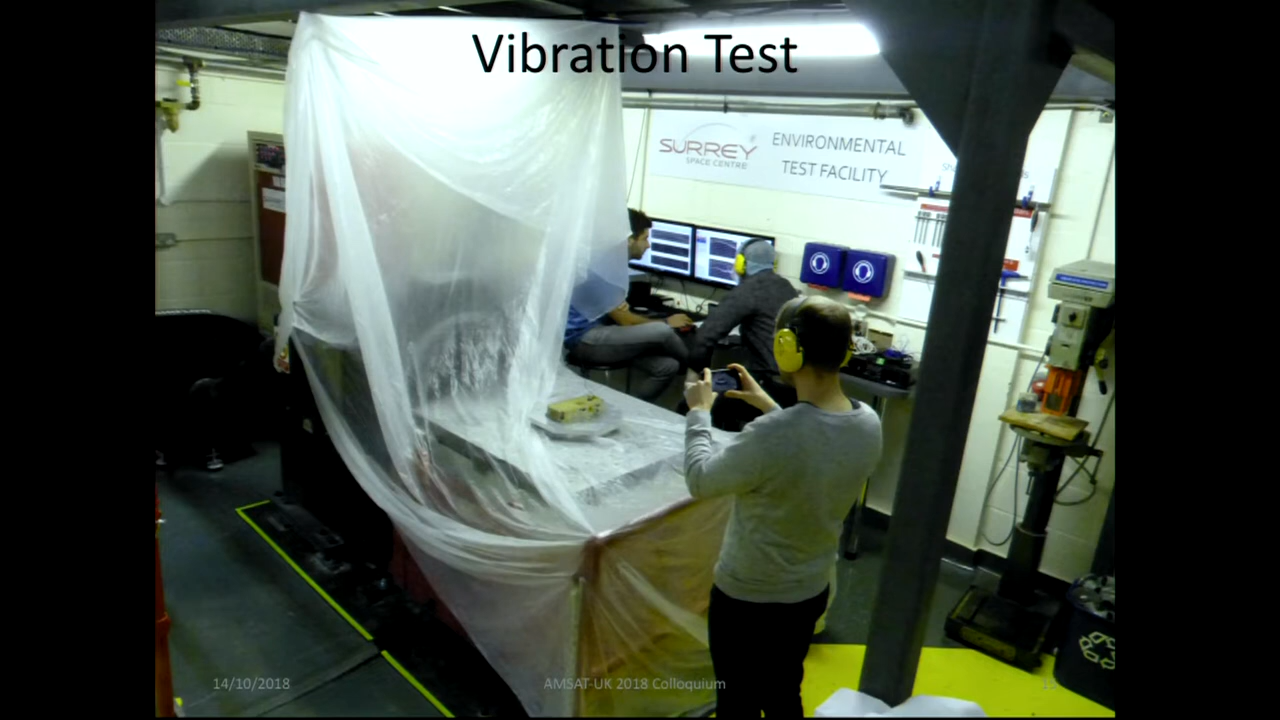 Vibration Test
SURREY
SPACE CENTRE
ENVIRONMENTAL
TEST FACILITY
14/10/2018
AMSAT-UK 2018 Colloquium